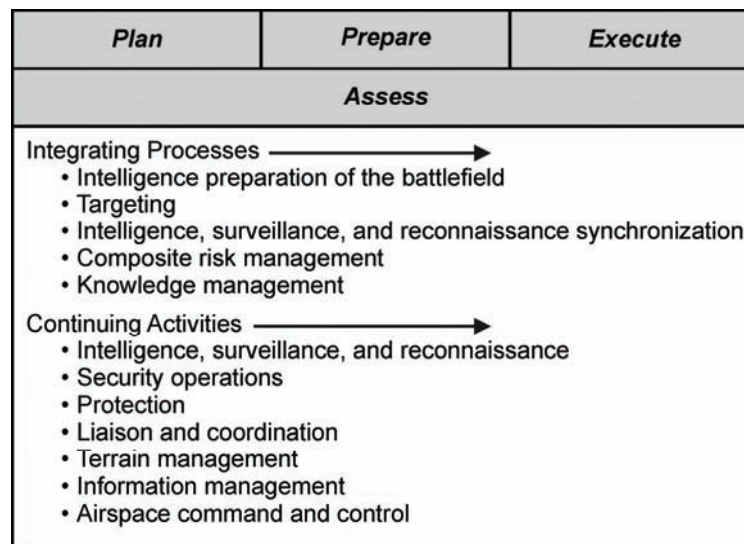 Plan Prepare Execute
Assess
Integrating Processes
• Intelligence preparation of the battlefield
• Targeting
• Intelligence, surveillance, and reconnaissance synchronization
• Composite risk management
• Knowledge management
Continuing Activities
• Intelligence, surveillance, and reconnaissance
• Security operations
• Protection
• Liaison and coordination
• Terrain management
• Information management
• Airspace command and control